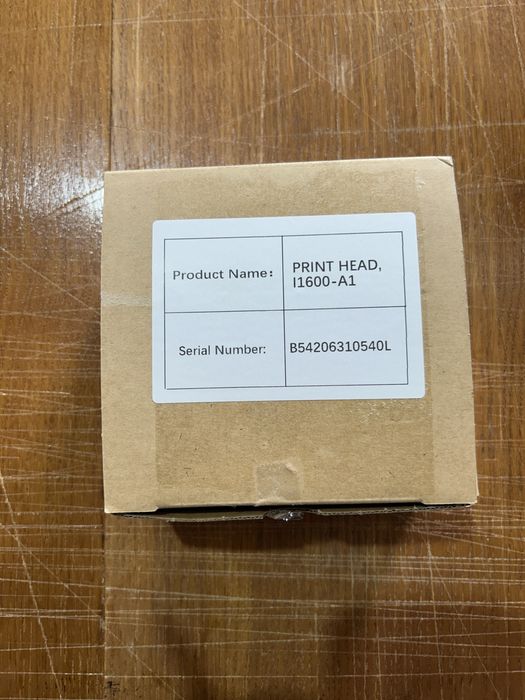 Product Name:
PRINT HEAD,
I1600-A1
Serial Number:
B54206310540L